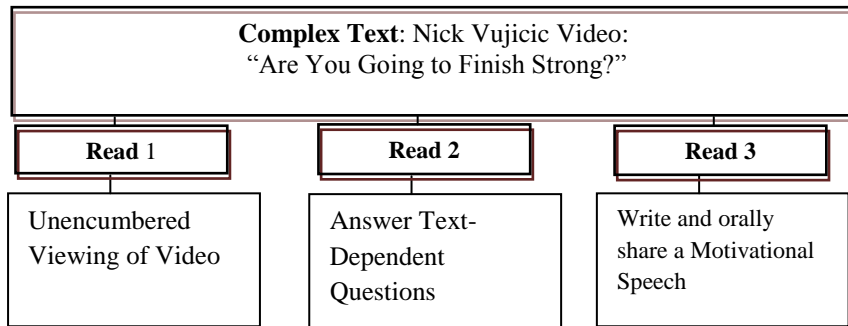 Complex Text: Nick Vujicic Video:
“Are You Going to Finish Strong?”
Read 1
Read 2
Read 3
Unencumbered
Viewing of Video
Answer Text-
Dependent
Questions
Write and orally
share a Motivational
Speech